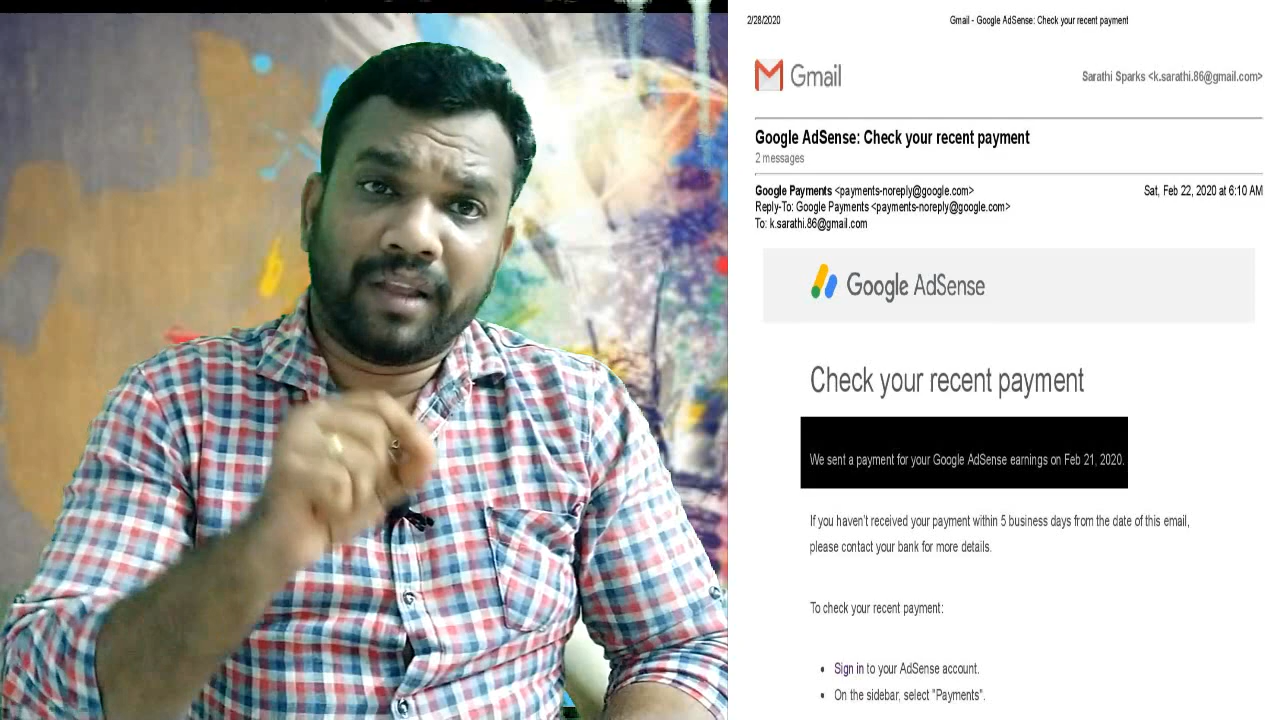 2/28/2020 Gmail - Google AdSense: Check your recent payment
Gmail Sarathi Sparks <k.sarathi.86@gmail.com>
Google AdSense: Check your recent payment
2 messages
Google Payments <payments-noreply@google.com> Sat, Feb 22, 2020 at 6:10 AM
Reply-To: Google Payments <payments-noreply@google.com>
To: k.sarathi.86@gmail.com
Google AdSense
Check your recent payment
We sent a payment for your Google AdSense earnings on Feb 21, 2020.
If you haven't received your payment within 5 business days from the date of this email,
please contact your bank for more details.
To check your recent payment:
• Sign in to your AdSense account.
• On the sidebar, select "Payments".